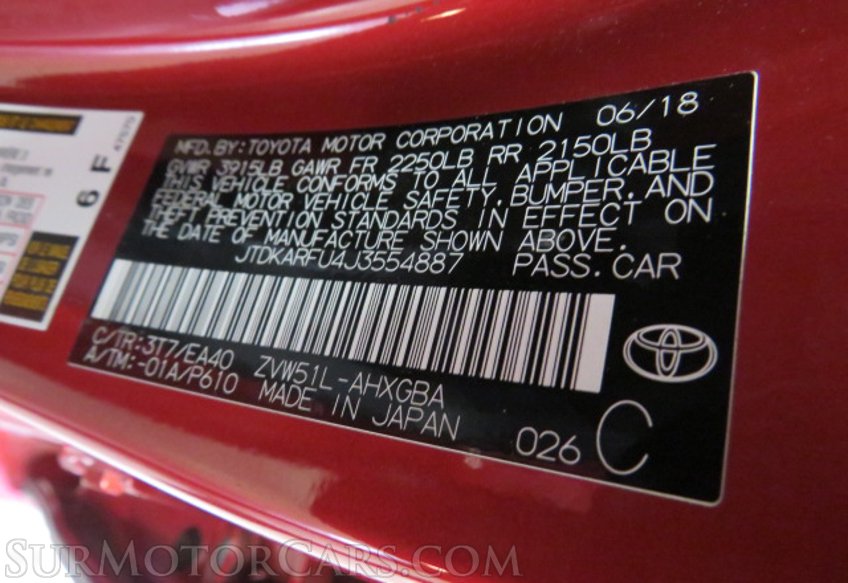 MFD. BY: TOYOTA MOTOR CORPORATION 06/18
GVWR 3915LB GAWR FR 2250LB RR 2150LB
THIS VEHICLE CONFORMS TO ALL APPLICABLE
FEDERAL MOTOR VEHICLE SAFETY, BUMPER, AND
THEFT PREVENTION STANDARDS IN EFFECT ON
THE DATE OF MANUFACTURE SHOWN ABOVE.
JTDKARFU4J3554887 PASS. CAR
C/TR: 3T7/EA40 ZVW51L-AHXGBA
A/TM: -01A/P610 MADE IN JAPAN
026 C
6 F
SURMOTORCARS.COM